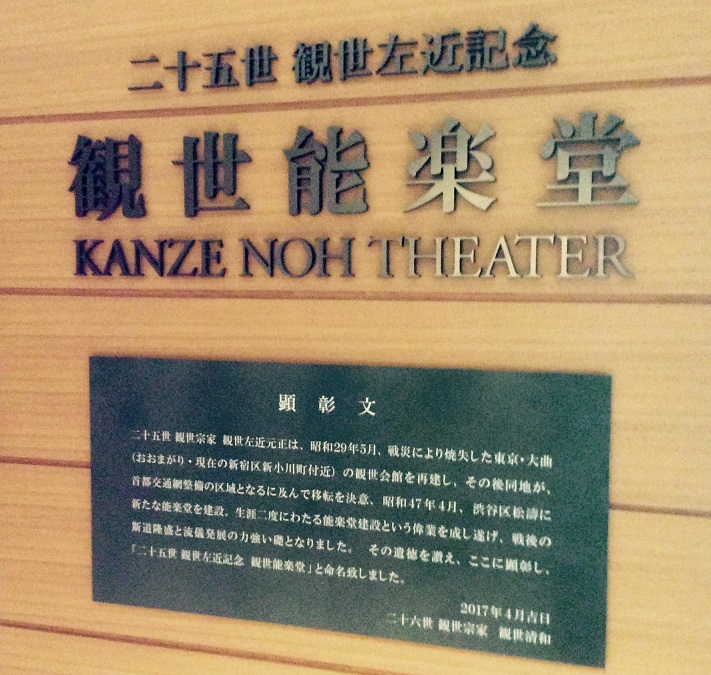 二十五世 観世左近記念
観世能楽堂
KANZE NOH THEATER
顕彰文
二十五世 観世宗家 観世左近元正は、昭和29年5月、戦災により焼失した東京・大曲
(おおまがり・現在の新宿区新小川町付近) の観世会館を再建し、その後同地が、
首都交通網整備の区域となるに及んで移転を決意、昭和47年4月、渋谷区松濤に
新たな能楽堂を建設。生涯二度にわたる能楽堂建設という偉業を成し遂げ、戦後の
斯道隆盛と流儀発展の力強い礎となりました。 その遺徳を讃え、ここに顕彰し、
「二十五世 観世左近記念 観世能楽堂」と命名致しました。
2017年4月吉日
二十六世 観世宗家 観世清和